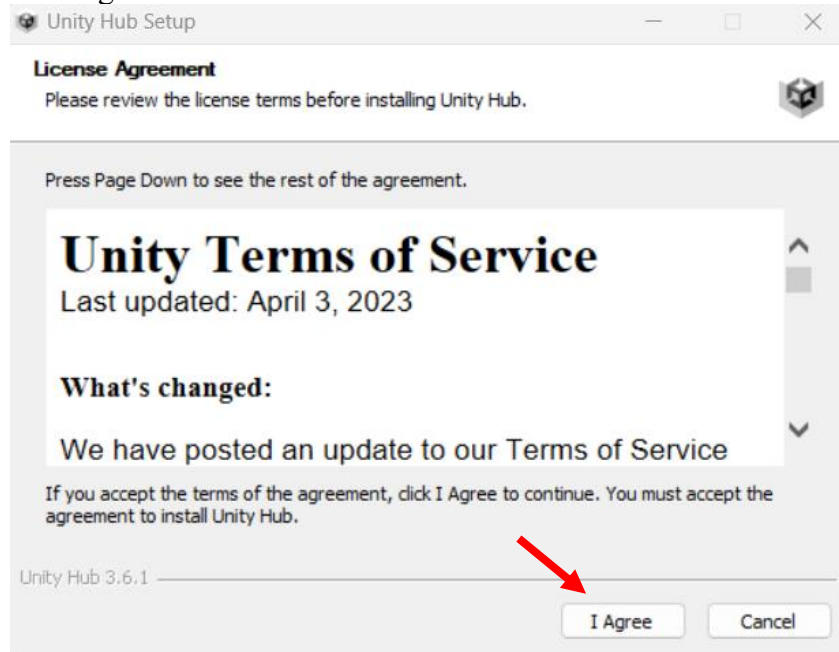 Unity Hub Setup
License Agreement
Please review the license terms before installing Unity Hub.
Press Page Down to see the rest of the agreement.
Unity Terms of Service
Last updated: April 3, 2023
What's changed:
We have posted an update to our Terms of Service
If you accept the terms of the agreement, click I Agree to continue. You must accept the
agreement to install Unity Hub.
Unity Hub 3.6.1
I Agree
Cancel